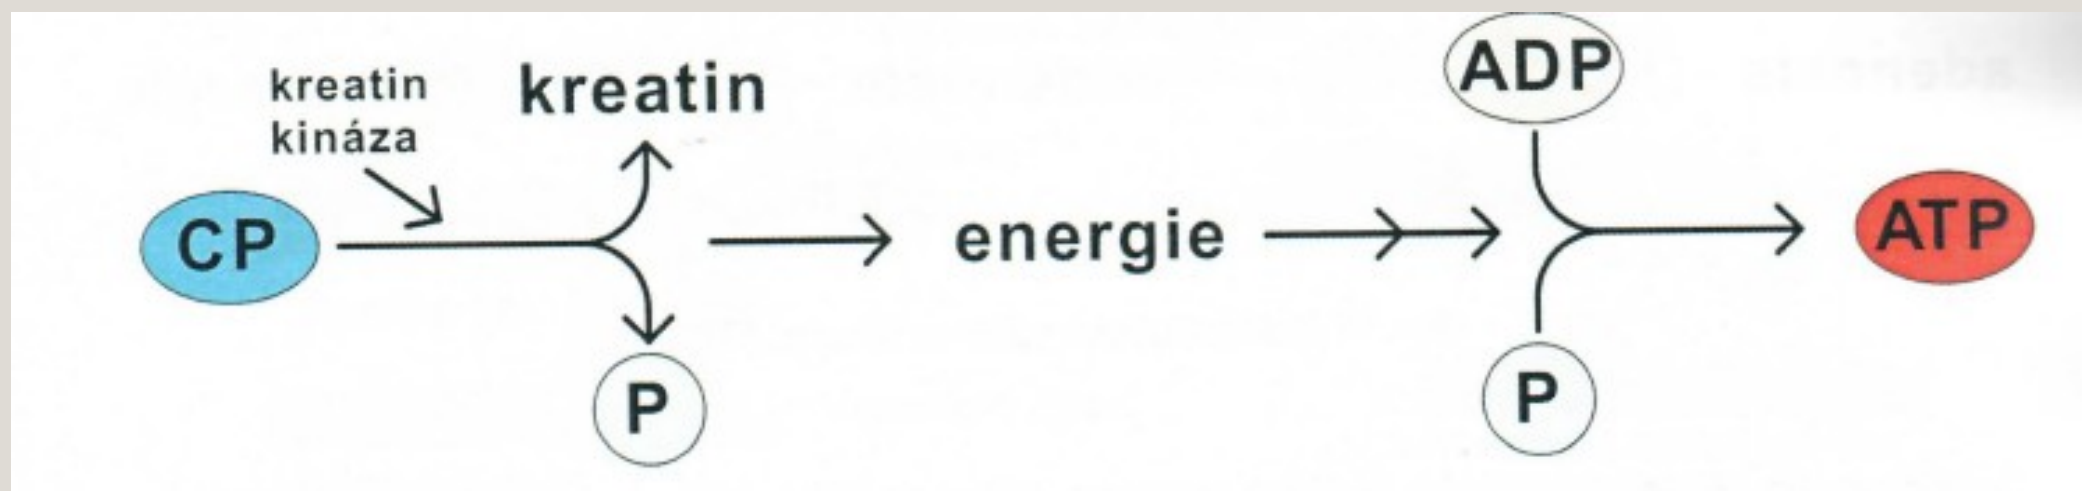 kreatin
kináza
kreatin
CP
P
energie
ADP
P
ATP